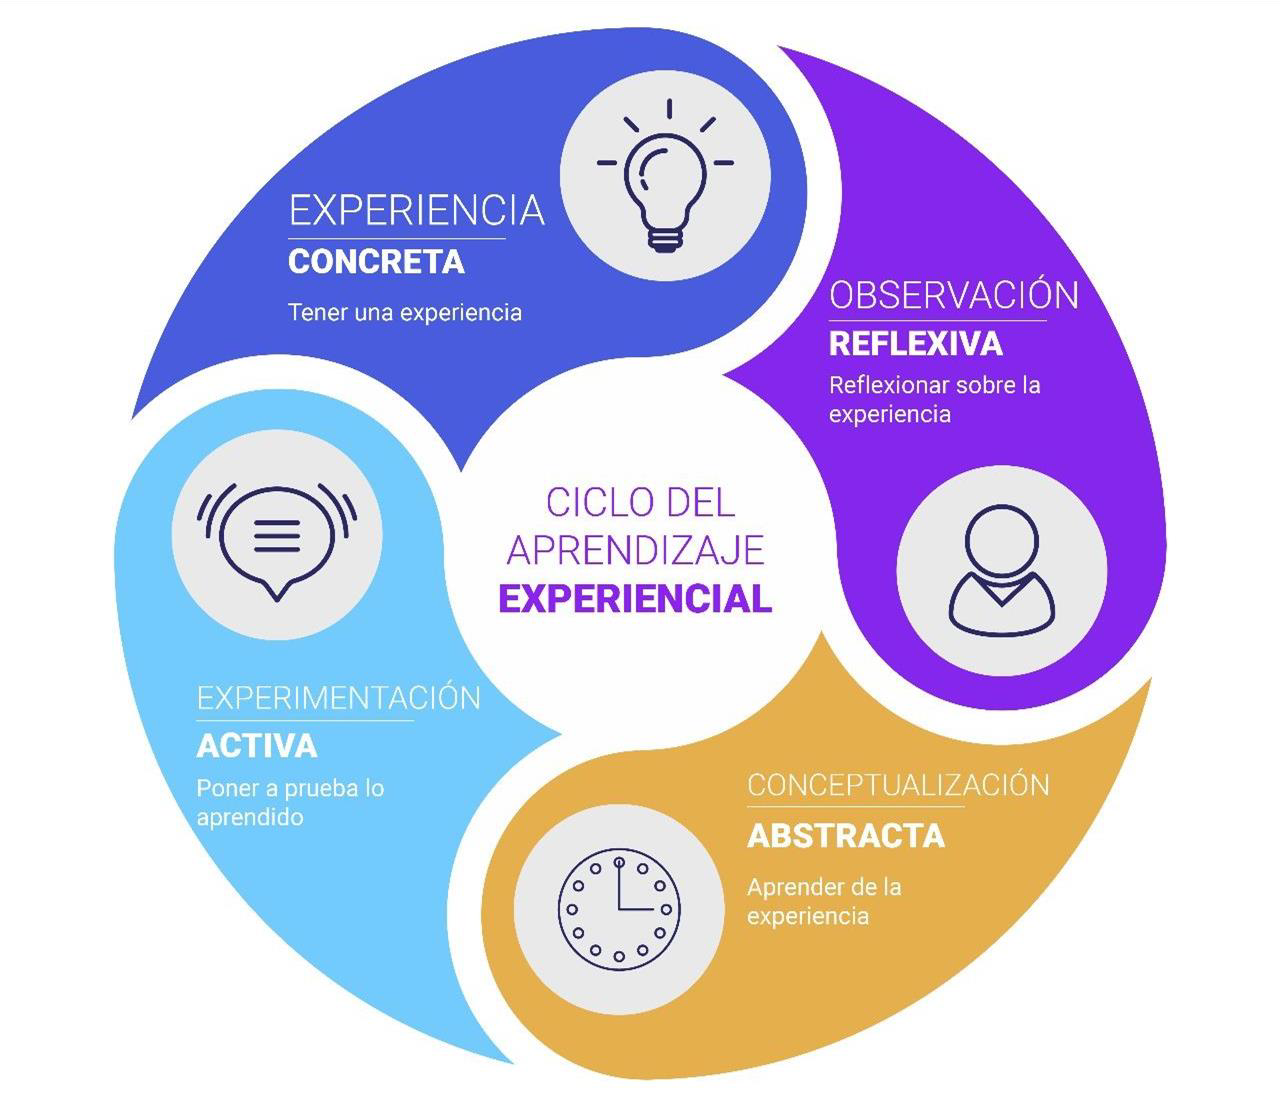 EXPERIENCIA
CONCRETA
Tener una experiencia
OBSERVACIÓN
REFLEXIVA
Reflexionar sobre la
experiencia
CICLO DEL
APRENDIZAJE
EXPERIENCIAL
EXPERIMENTACIÓN
ACTIVA
Poner a prueba lo
aprendido
CONCEPTUALIZACIÓN
ABSTRACTA
Aprender de la
experiencia